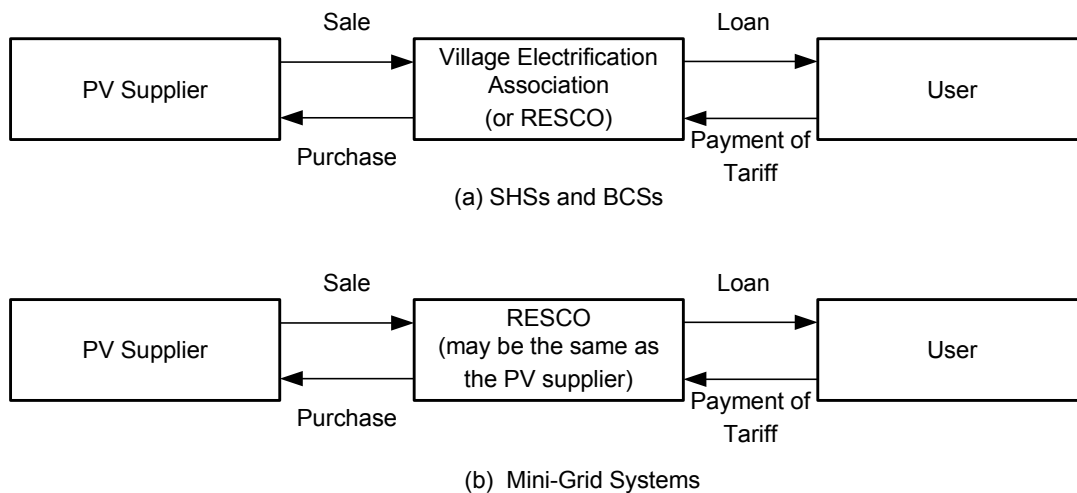 Sale
Loan
PV Supplier
Village Electrification
Association
(or RESCO)
User
Purchase
Payment of
Tariff
(a) SHSs and BCSs
Sale
Loan
PV Supplier
RESCO
(may be the same as
the PV supplier)
User
Purchase
Payment of
Tariff
(b) Mini-Grid Systems